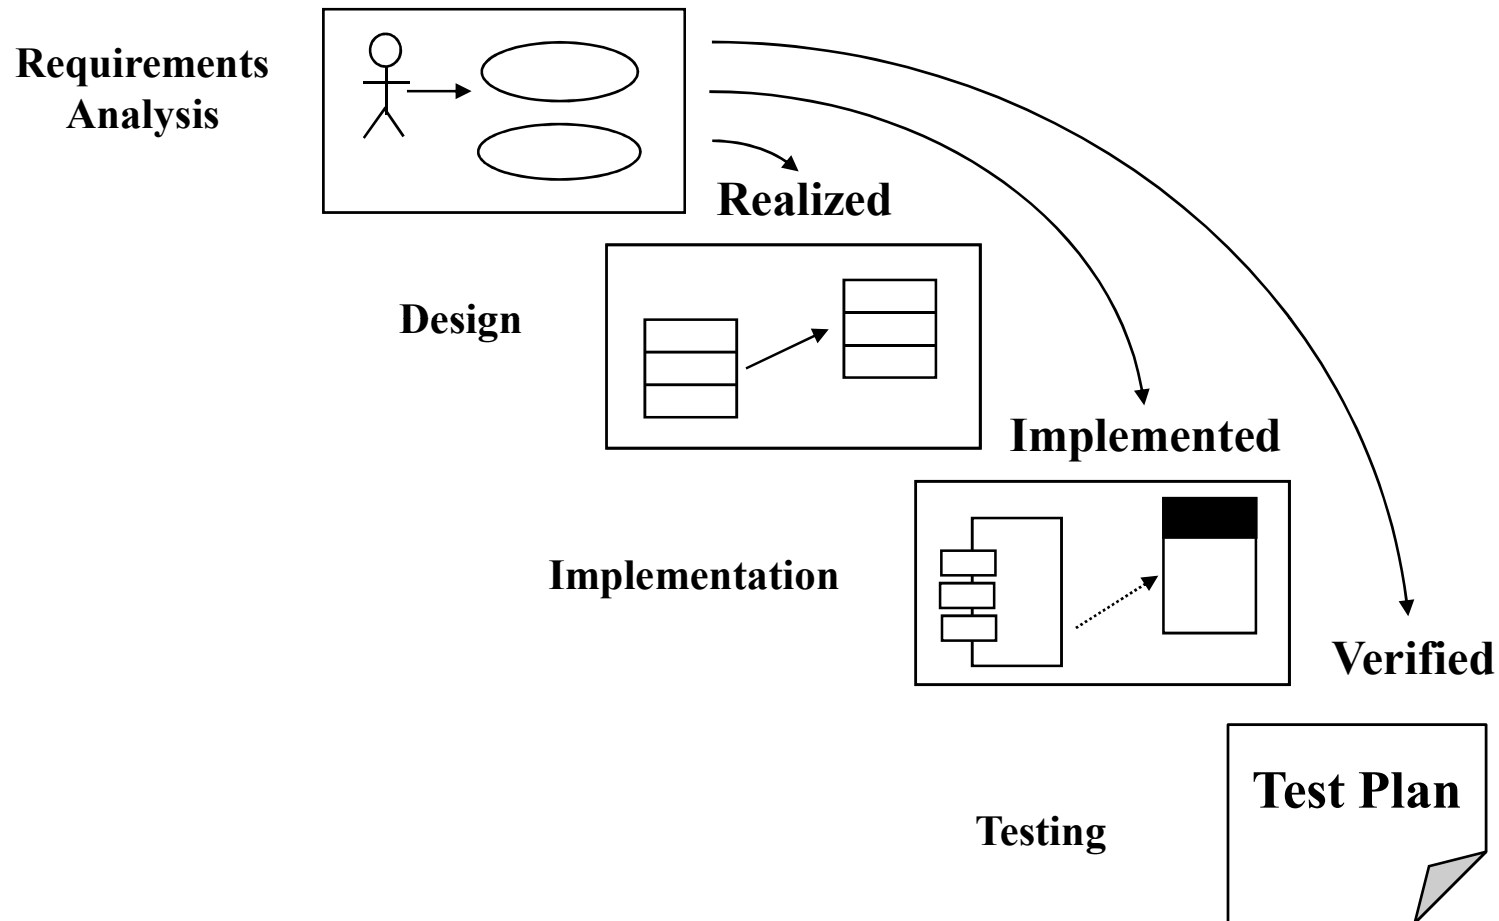 Requirements
Analysis
Realized
Design
Implemented
Implementation
Verified
Test Plan
Testing